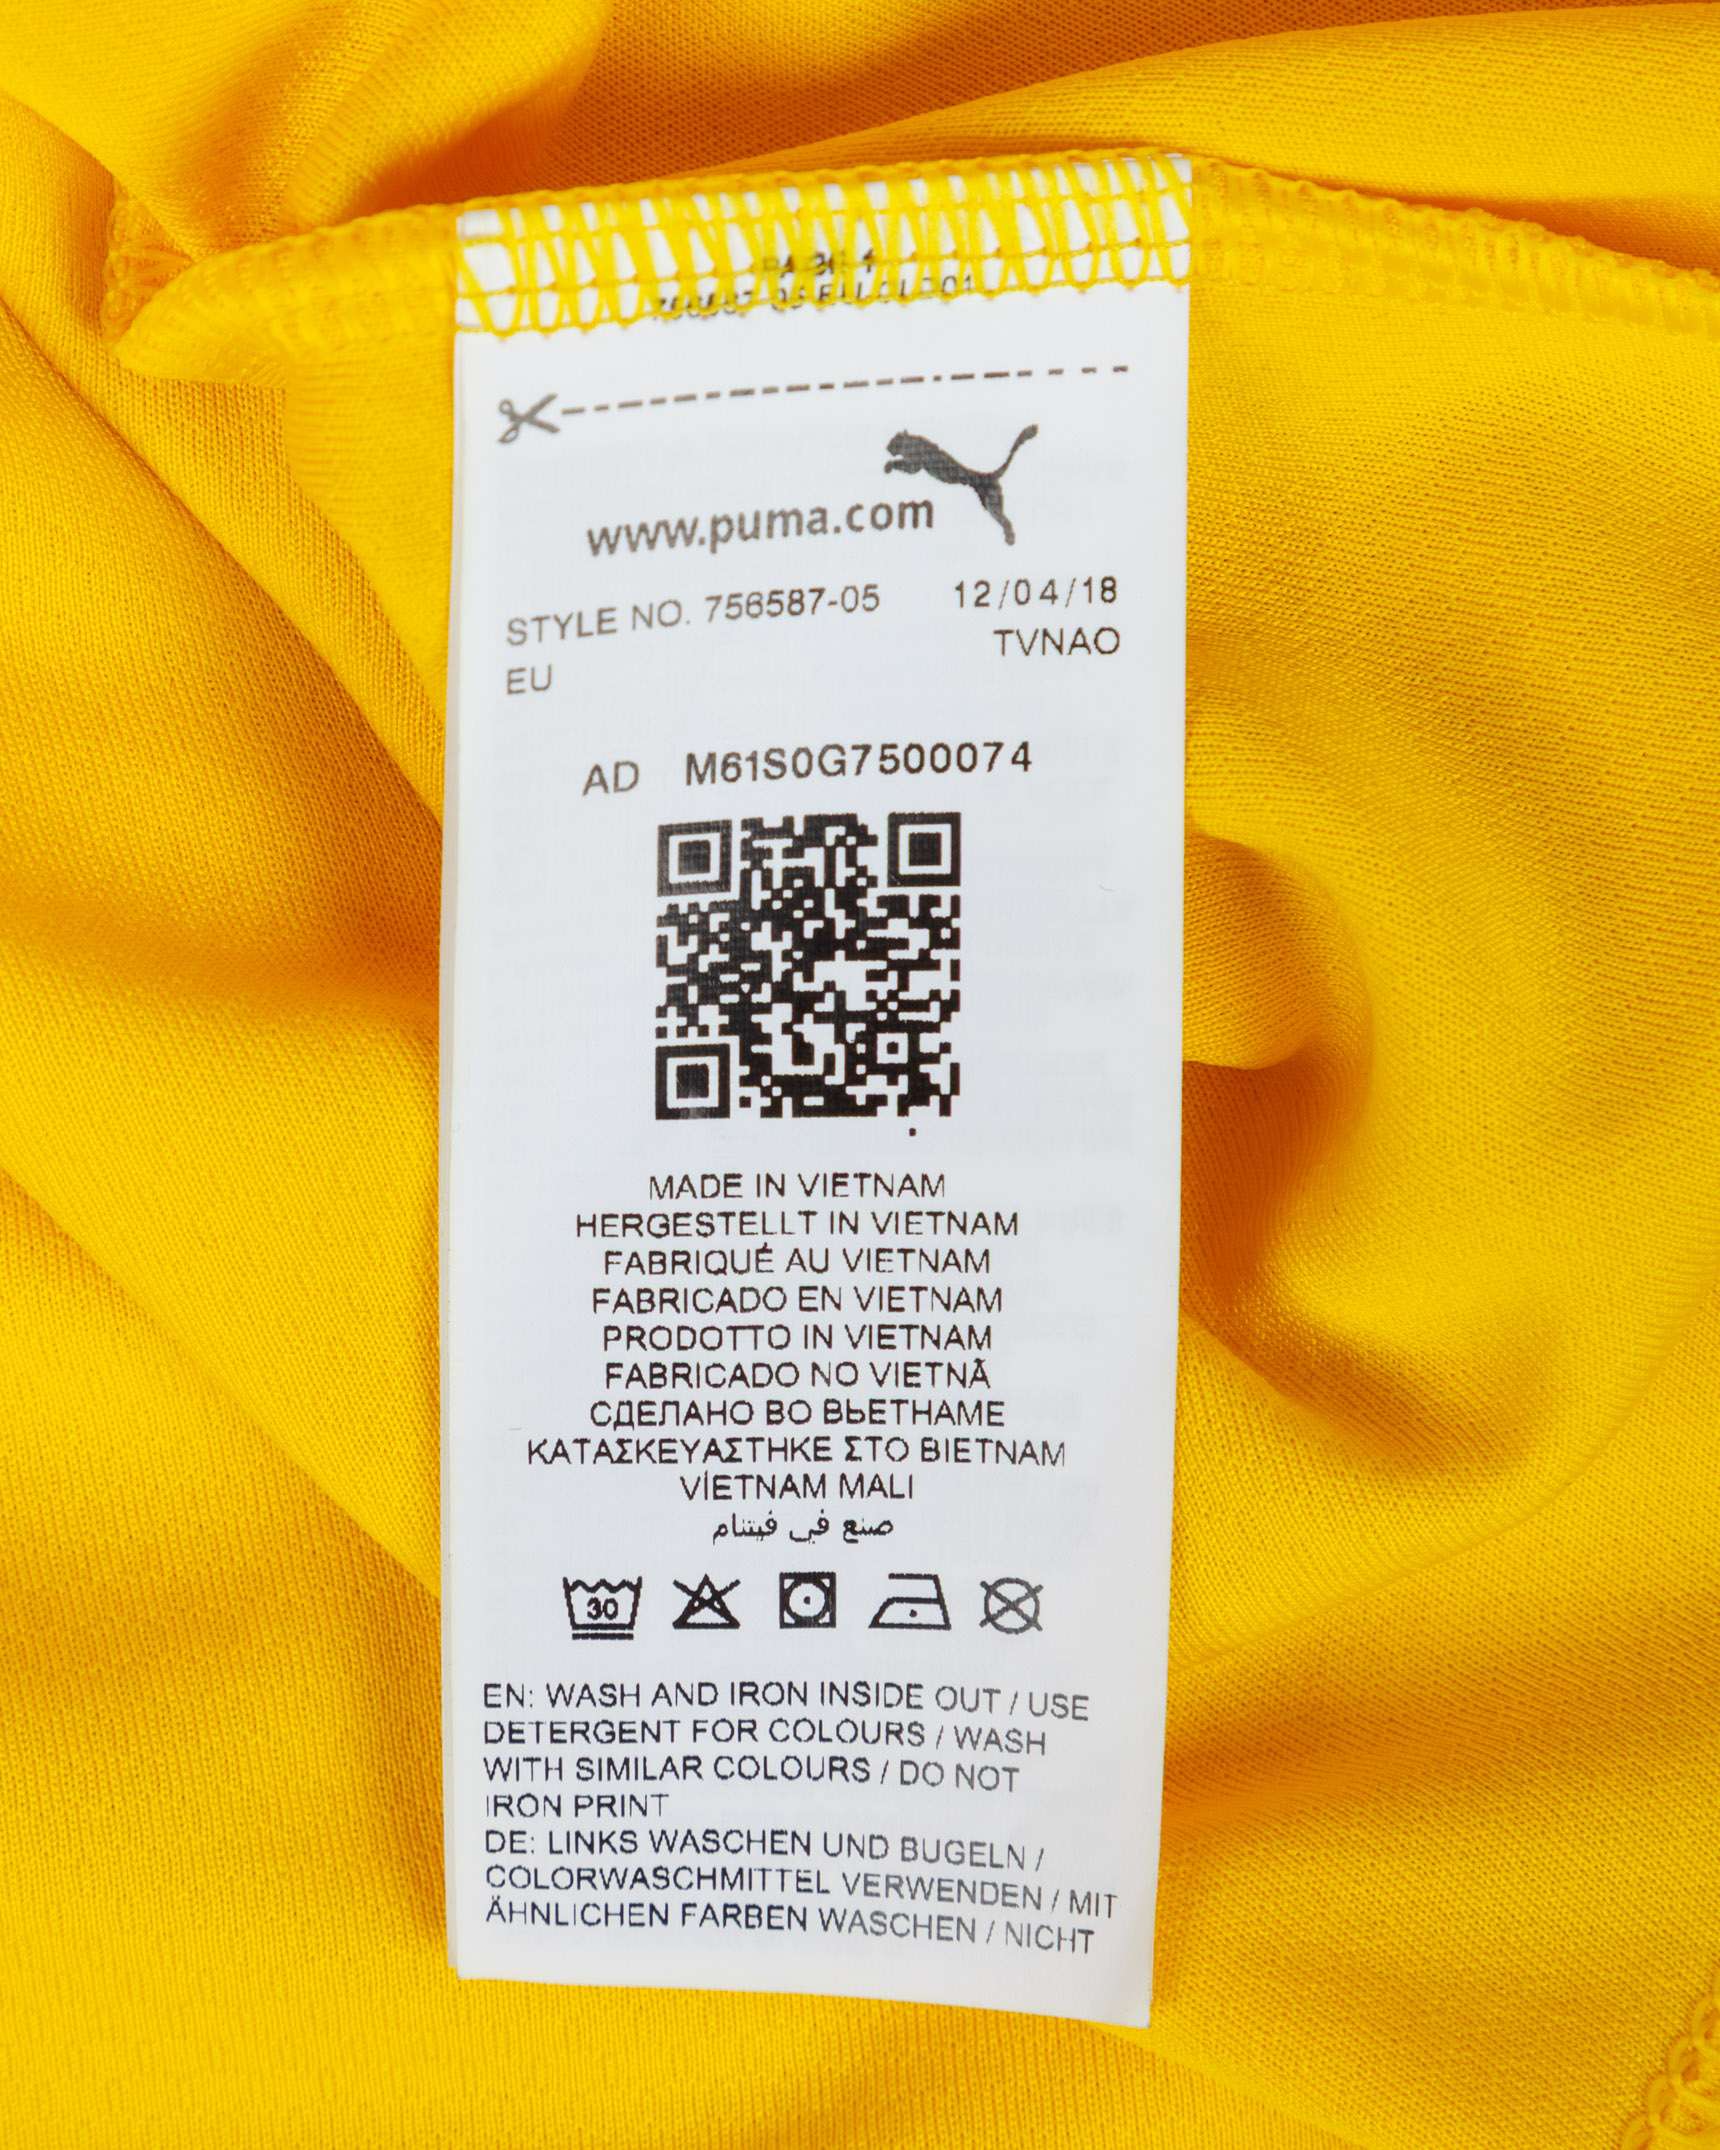 www.puma.com
STYLE NO. 756587-05 12/04/18
EU TVNAO
AD M61S0G7500074
MADE IN VIETNAM
HERGESTELLT IN VIETNAM
FABRIQUÉ AU VIETNAM
FABRICADO EN VIETNAM
PRODOTTO IN VIETNAM
FABRICADO NO VIETNÃ
СДЕЛАНО ВО ВЬЕТНАМЕ
ΚΑΤΑΣΚΕΥΑΣΤΗΚΕ ΣΤΟ ΒΙΕΤΝΑΜ
VİETNAM MALI
صنع في فيتنام
30
EN: WASH AND IRON INSIDE OUT / USE
DETERGENT FOR COLOURS / WASH
WITH SIMILAR COLOURS / DO NOT
IRON PRINT
DE: LINKS WASCHEN UND BUGELN /
COLORWASCHMITTEL VERWENDEN / MIT
ÄHNLICHEN FARBEN WASCHEN / NICHT